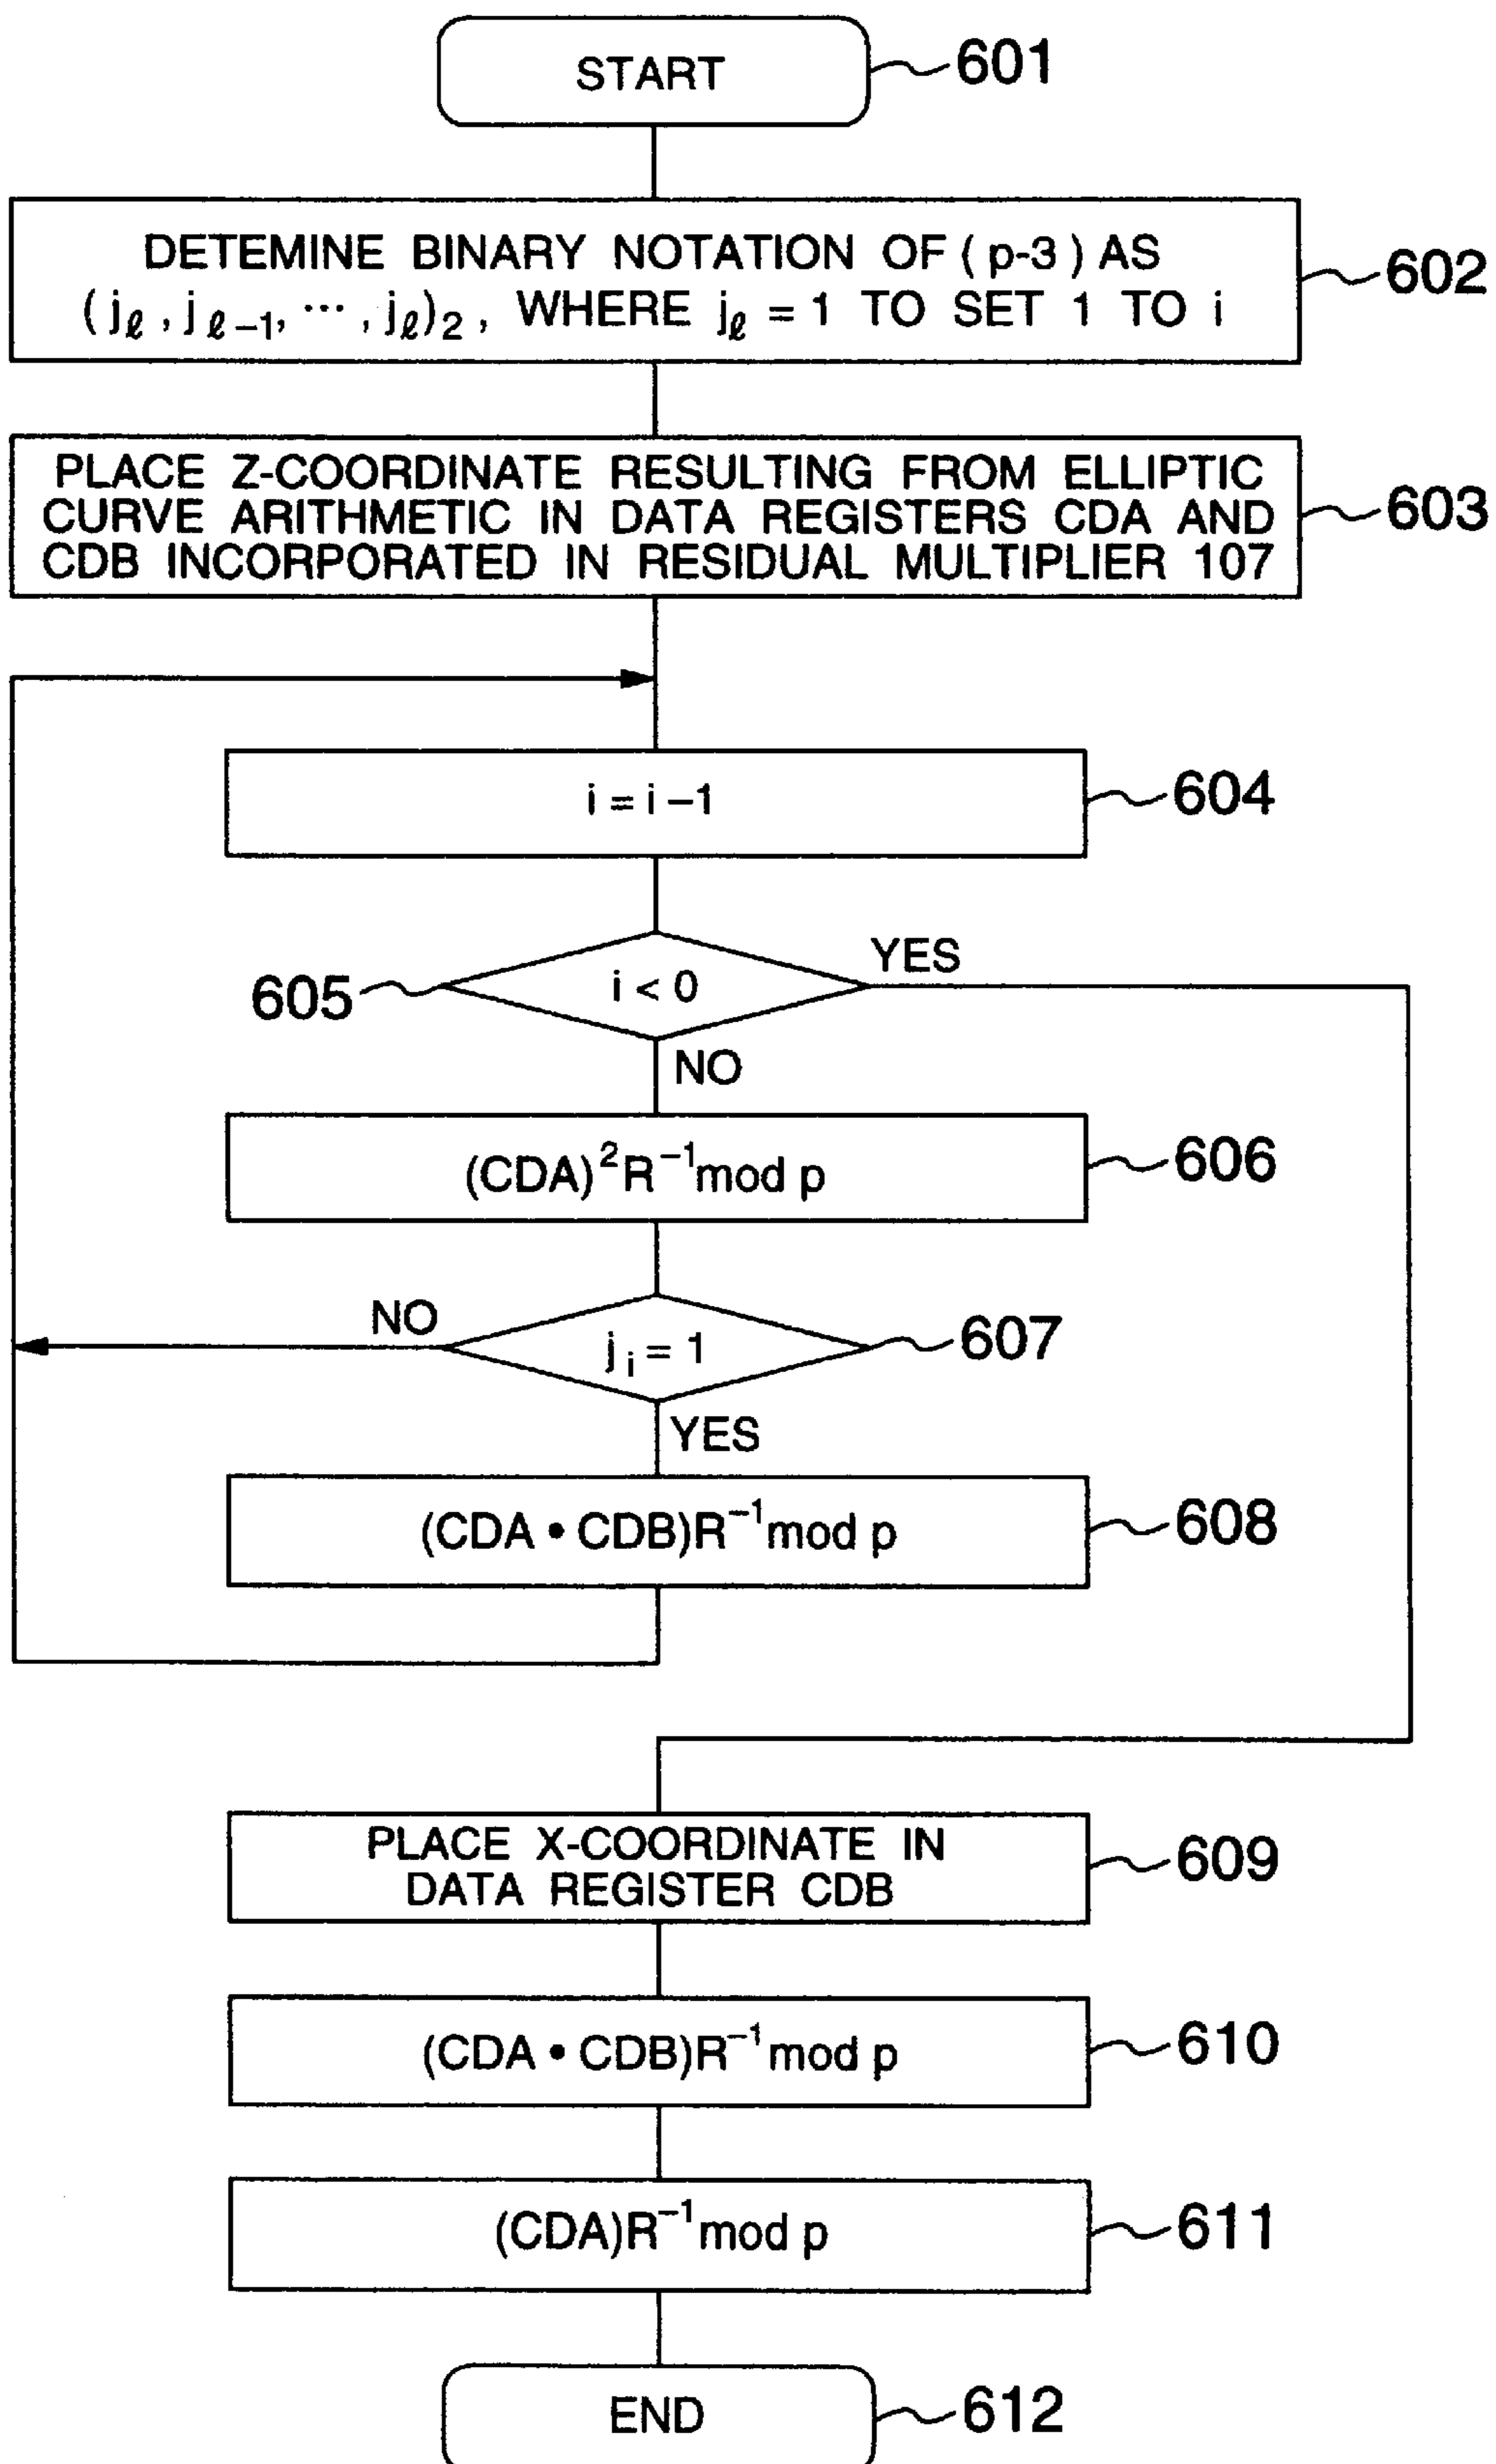 START
601
DETEMINE BINARY NOTATION OF (p-3) AS
(jℓ, jℓ−1, ⋯, jℓ)₂, WHERE jℓ = 1 TO SET 1 TO i
602
PLACE Z-COORDINATE RESULTING FROM ELLIPTIC
CURVE ARITHMETIC IN DATA REGISTERS CDA AND
CDB INCORPORATED IN RESIDUAL MULTIPLIER 107
603
i = i −1
604
605
i < 0
YES
NO
(CDA)²R⁻¹mod p
606
NO
jᵢ = 1
607
YES
(CDA • CDB)R⁻¹mod p
608
PLACE X-COORDINATE IN
DATA REGISTER CDB
609
(CDA • CDB)R⁻¹mod p
610
(CDA)R⁻¹mod p
611
END
612